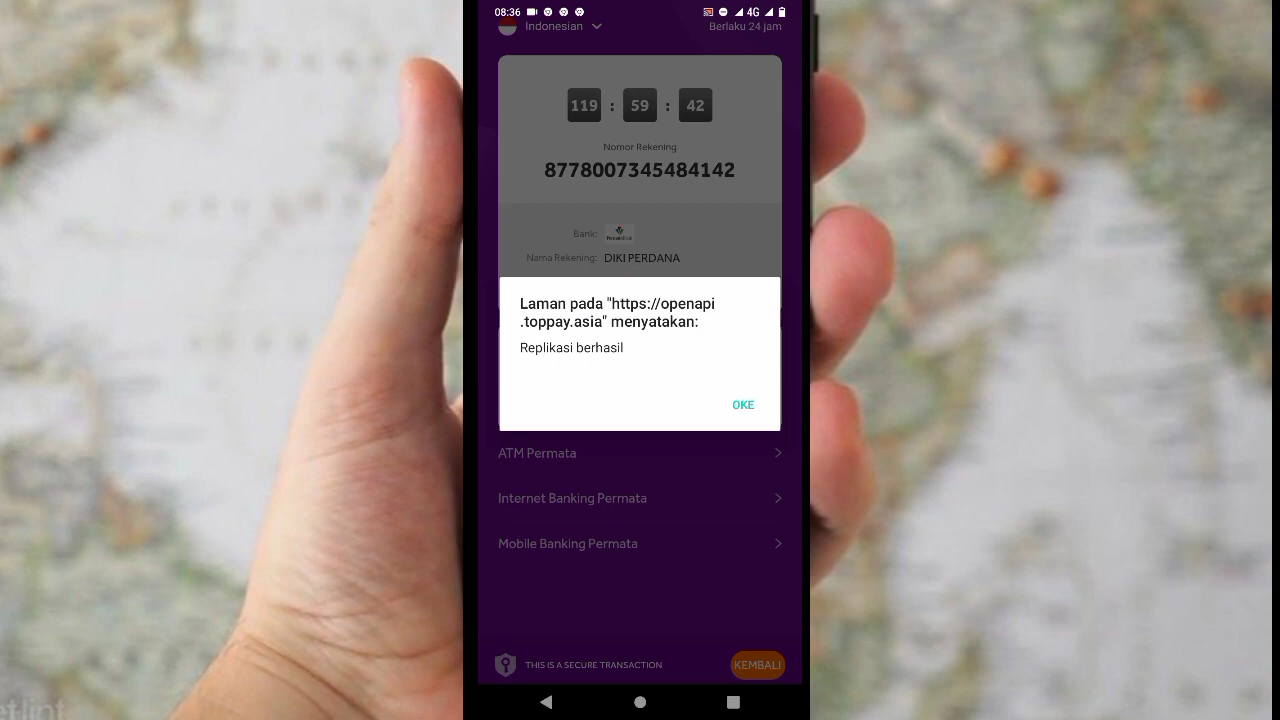 08:36
4G
Indonesian
Berlaku 24 jam
119 : 59 : 42
Nomor Rekening
8778007345484142
Bank:
Nama Rekening: DIKI PERDANA
Laman pada "https://openapi
.toppay.asia" menyatakan:
Replikasi berhasil
OKE
ATM Permata
Internet Banking Permata
Mobile Banking Permata
THIS IS A SECURE TRANSACTION
KEMBALI